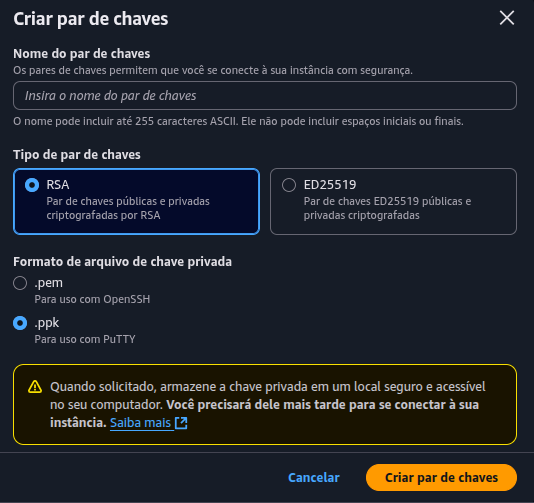 Criar par de chaves
Nome do par de chaves
Os pares de chaves permitem que você se conecte à sua instância com segurança.
Insira o nome do par de chaves
O nome pode incluir até 255 caracteres ASCII. Ele não pode incluir espaços iniciais ou finais.
Tipo de par de chaves
RSA
Par de chaves públicas e privadas
criptografadas por RSA
ED25519
Par de chaves ED25519 públicas e
privadas criptografadas
Formato de arquivo de chave privada
.pem
Para uso com OpenSSH
.ppk
Para uso com PuTTY
Quando solicitado, armazene a chave privada em um local seguro e acessível
no seu computador. Você precisará dele mais tarde para se conectar à sua
instância. Saiba mais
Cancelar
Criar par de chaves